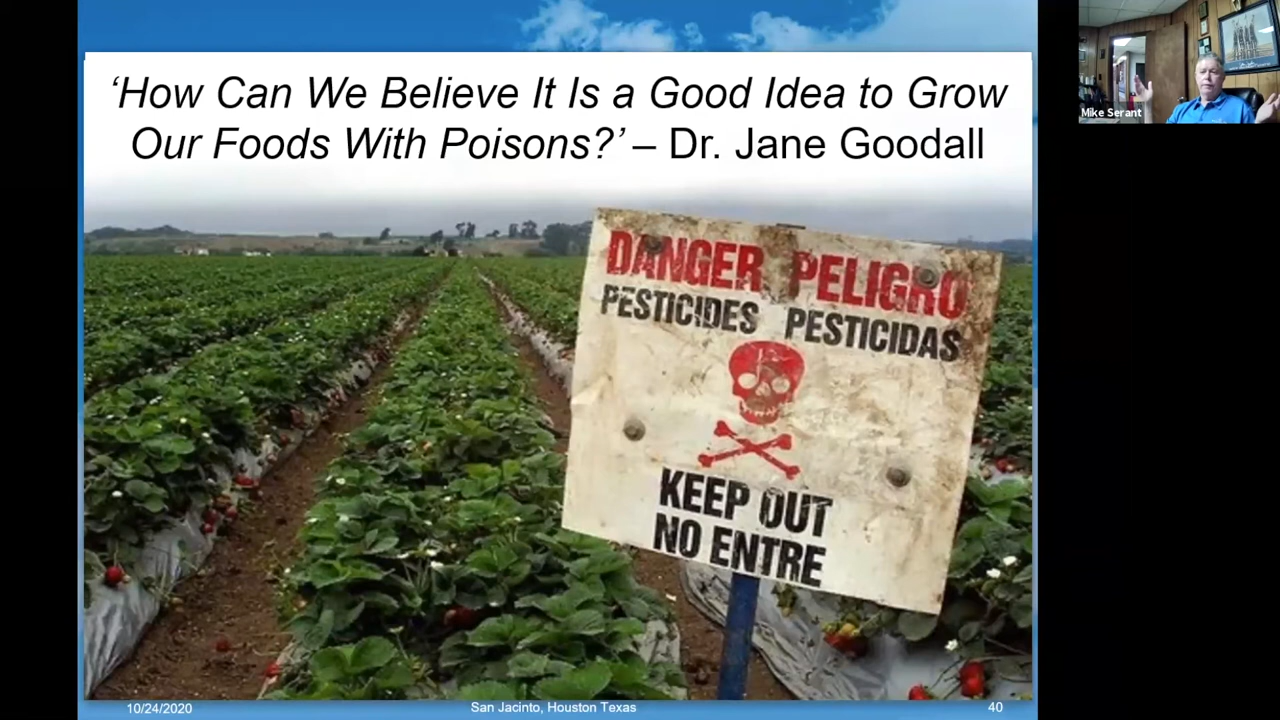 ‘How Can We Believe It Is a Good Idea to Grow
Our Foods With Poisons?’ – Dr. Jane Goodall
DANGER PELIGRO
PESTICIDES PESTICIDAS
KEEP OUT
NO ENTRE
10/24/2020
San Jacinto, Houston Texas
40
Mike Serant